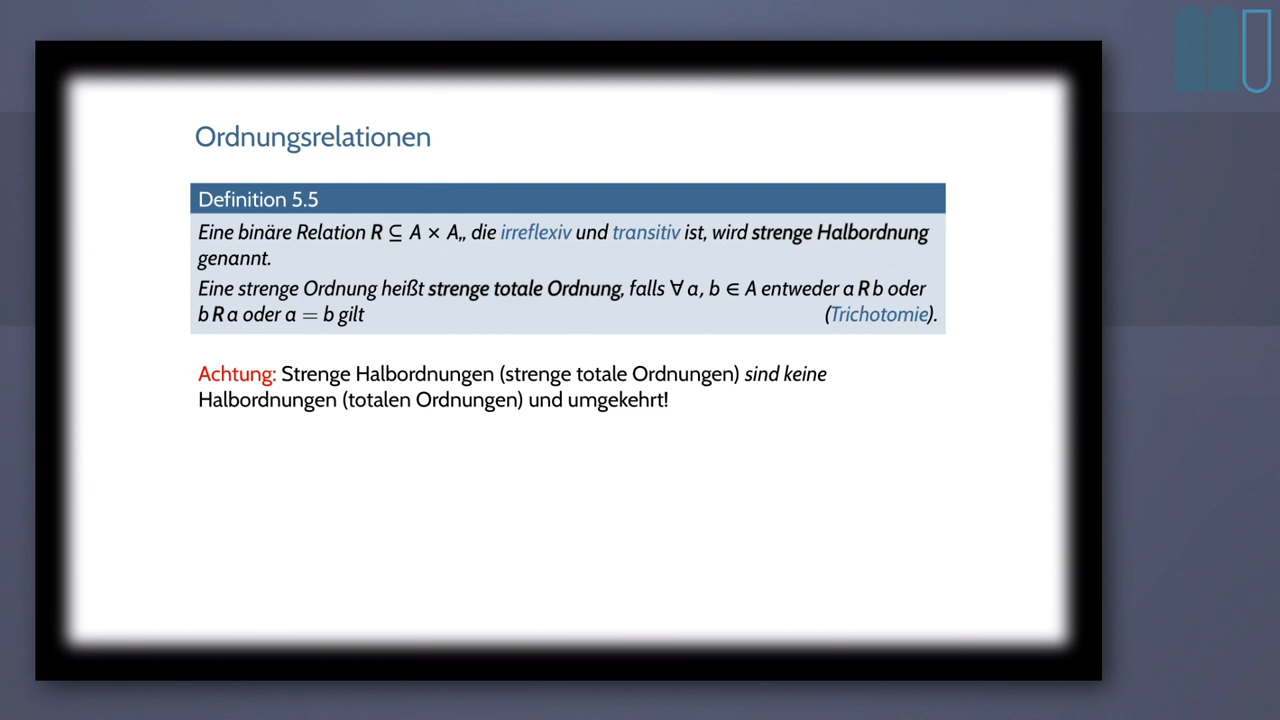 Ordnungsrelationen
Definition 5.5
Eine binäre Relation R ⊆ A × A,, die irreflexiv und transitiv ist, wird strenge Halbordnung
genannt.
Eine strenge Ordnung heißt strenge totale Ordnung, falls ∀ a, b ∈ A entweder a R b oder
b R a oder a = b gilt (Trichotomie).
Achtung: Strenge Halbordnungen (strenge totale Ordnungen) sind keine
Halbordnungen (totalen Ordnungen) und umgekehrt!